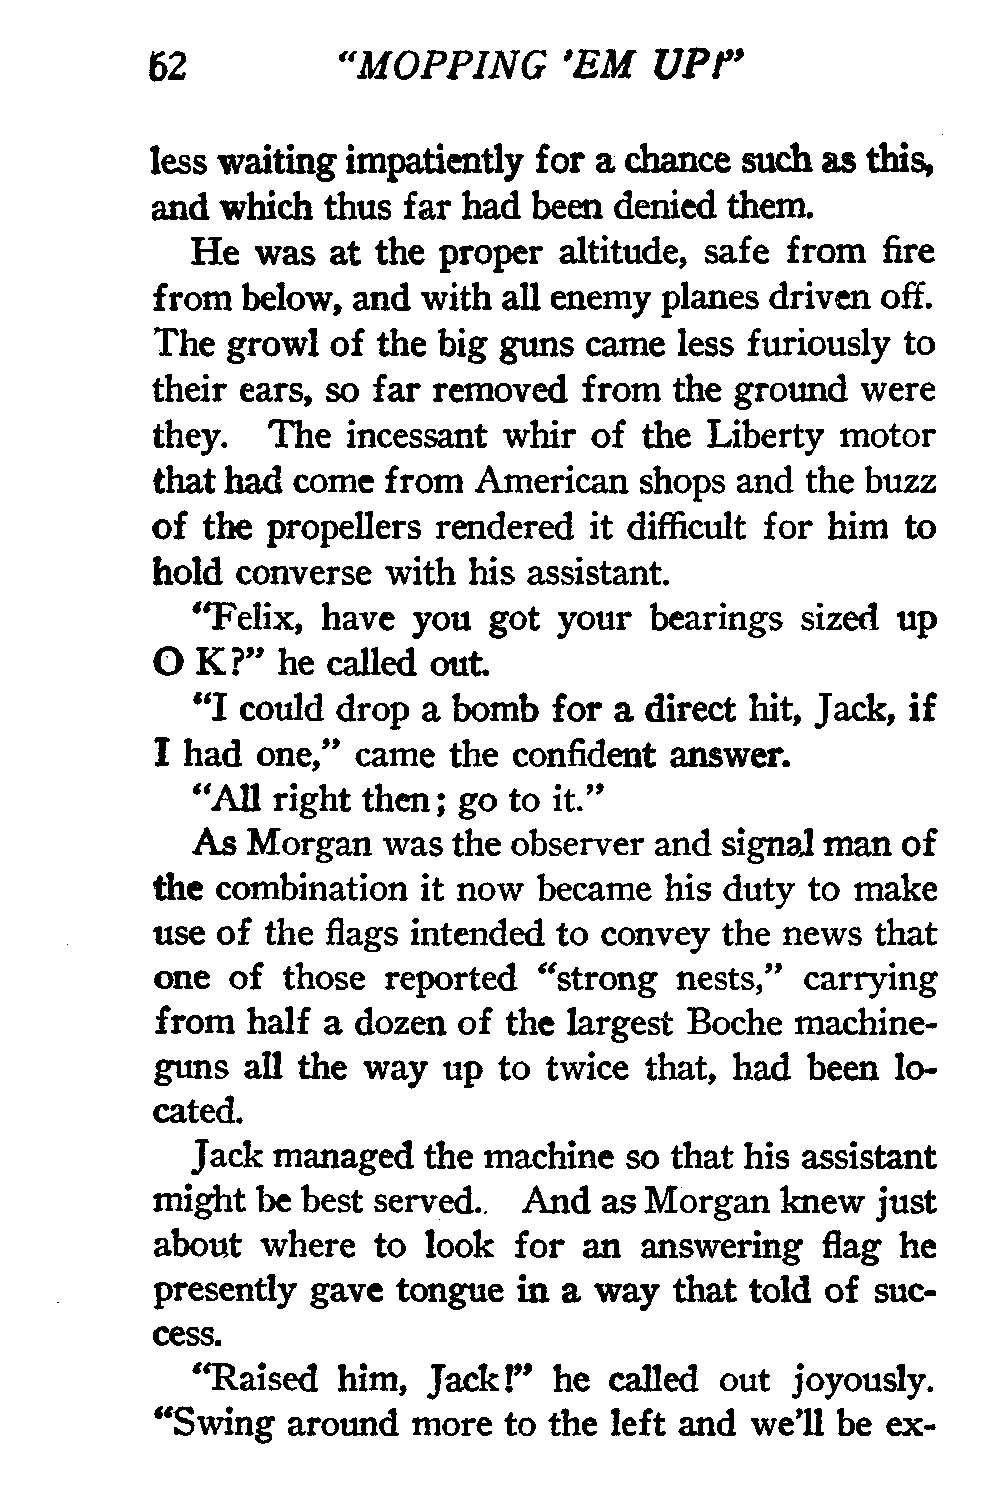 62 "MOPPING 'EM UP!"
less waiting impatiently for a chance such as this,
and which thus far had been denied them.
He was at the proper altitude, safe from fire
from below, and with all enemy planes driven off.
The growl of the big guns came less furiously to
their ears, so far removed from the ground were
they. The incessant whir of the Liberty motor
that had come from American shops and the buzz
of the propellers rendered it difficult for him to
hold converse with his assistant.
"Felix, have you got your bearings sized up
O K?" he called out.
"I could drop a bomb for a direct hit, Jack, if
I had one," came the confident answer.
"All right then; go to it."
As Morgan was the observer and signal man of
the combination it now became his duty to make
use of the flags intended to convey the news that
one of those reported "strong nests," carrying
from half a dozen of the largest Boche machine-
guns all the way up to twice that, had been lo-
cated.
Jack managed the machine so that his assistant
might be best served. And as Morgan knew just
about where to look for an answering flag he
presently gave tongue in a way that told of suc-
cess.
"Raised him, Jack!" he called out joyously.
"Swing around more to the left and we'll be ex-